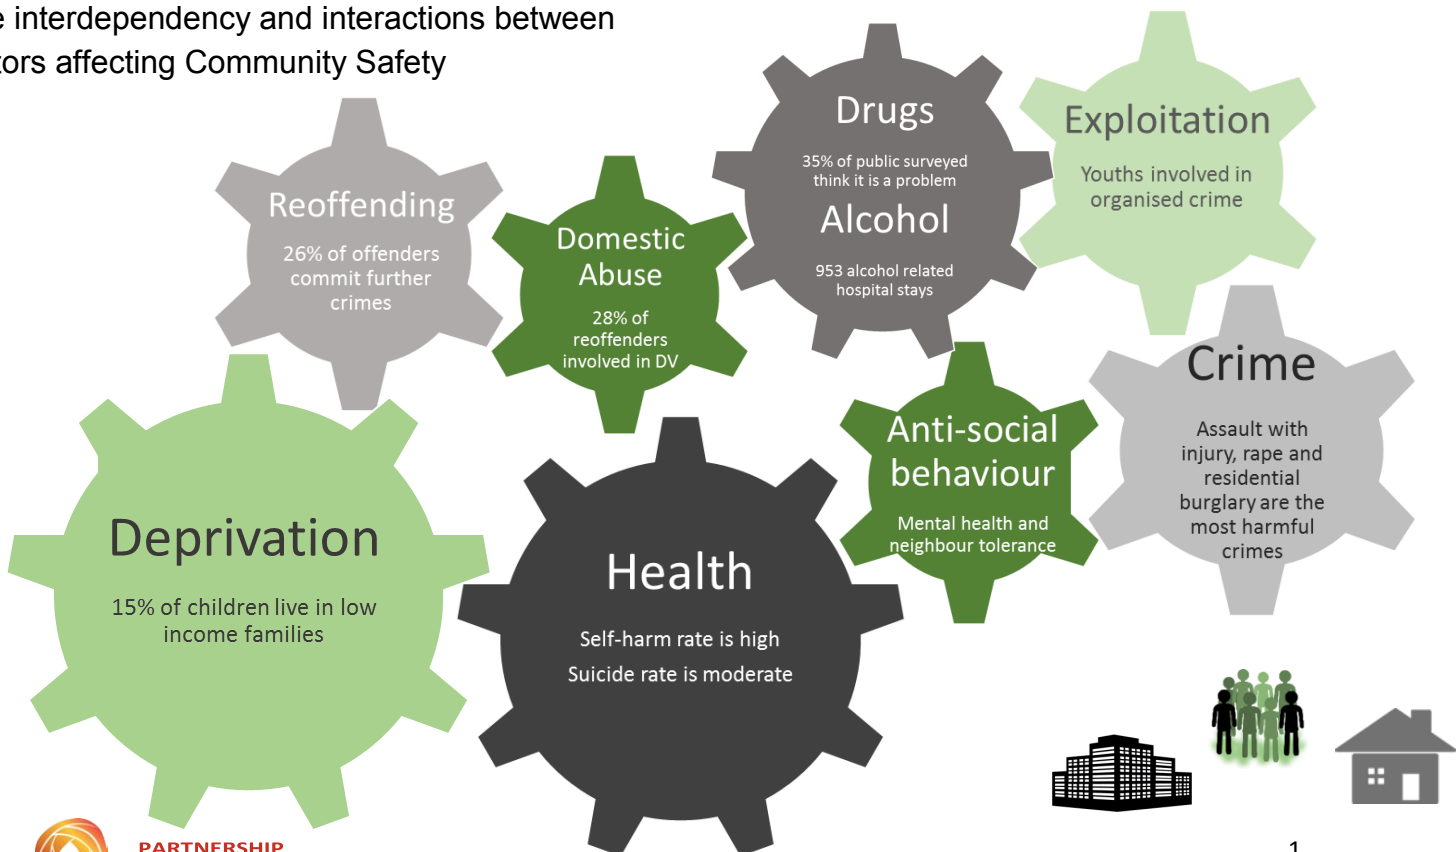 interdependency and interactions between
affecting Community Safety
Reoffending
26% of offenders
commit further
crimes
Domestic
Abuse
28% of
reoffenders
involved in DV
Drugs
35% of public surveyed
think it is a problem
Alcohol
953 alcohol related
hospital stays
Exploitation
Youths involved in
organised crime
Deprivation
15% of children live in low
income families
Health
Self-harm rate is high
Suicide rate is moderate
Anti-social
behaviour
Mental health and
neighbour tolerance
Crime
Assault with
injury, rape and
residential
burglary are the
most harmful
crimes
PARTNERSHIP
1